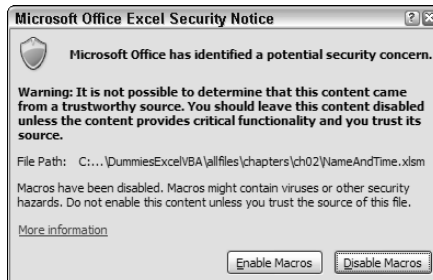 Microsoft Office Excel Security Notice
Microsoft Office has identified a potential security concern.
Warning: It is not possible to determine that this content came
from a trustworthy source. You should leave this content disabled
unless the content provides critical functionality and you trust its
source.
File Path: C:...\DummiesExcelVBA\allfiles\chapters\ch02\NameAndTime.xlsm
Macros have been disabled. Macros might contain viruses or other security
hazards. Do not enable this content unless you trust the source of this file.
More information
Enable Macros Disable Macros